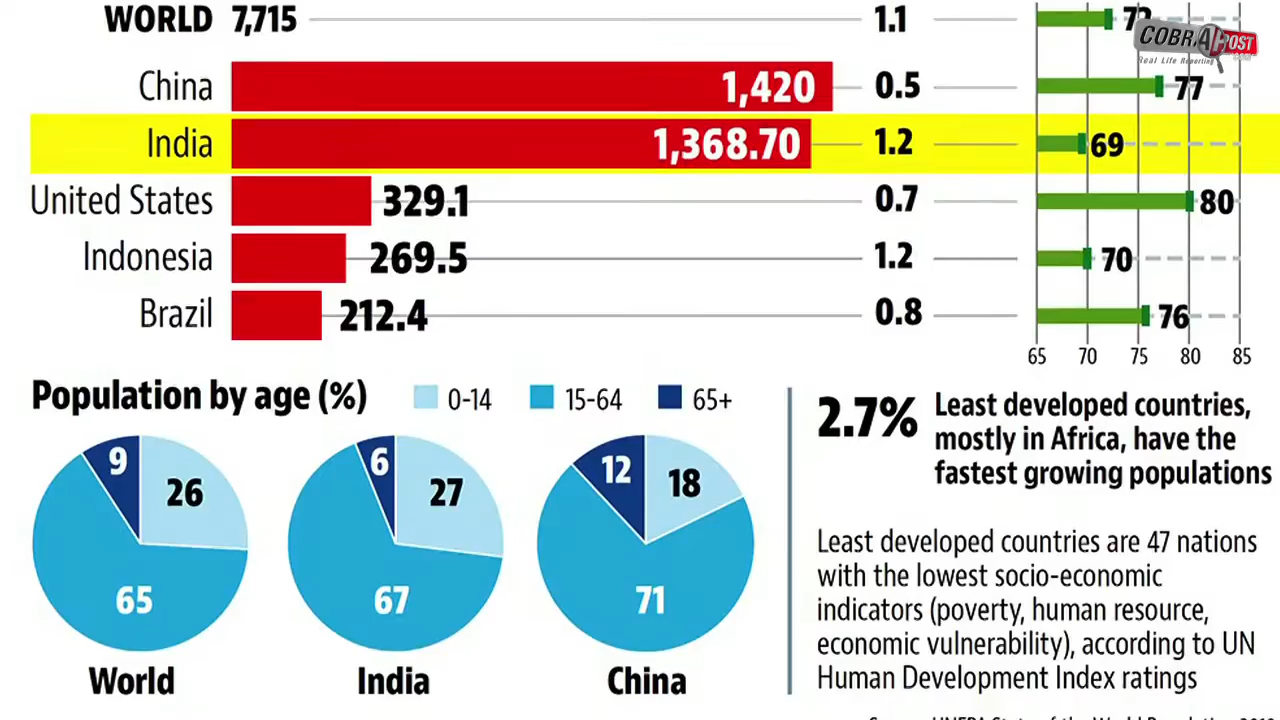 WORLD 7,715 1.1 72
COBRAPOST.COM
Real Life Reporting
China 1,420 0.5 77
India 1,368.70 1.2 69
United States 329.1 0.7 80
Indonesia 269.5 1.2 70
Brazil 212.4 0.8 76
65 70 75 80 85
Population by age (%) 0-14 15-64 65+
9 26 65
World
6 27 67
India
12 18 71
China
2.7% Least developed countries,
mostly in Africa, have the
fastest growing populations
Least developed countries are 47 nations
with the lowest socio-economic
indicators (poverty, human resource,
economic vulnerability), according to UN
Human Development Index ratings